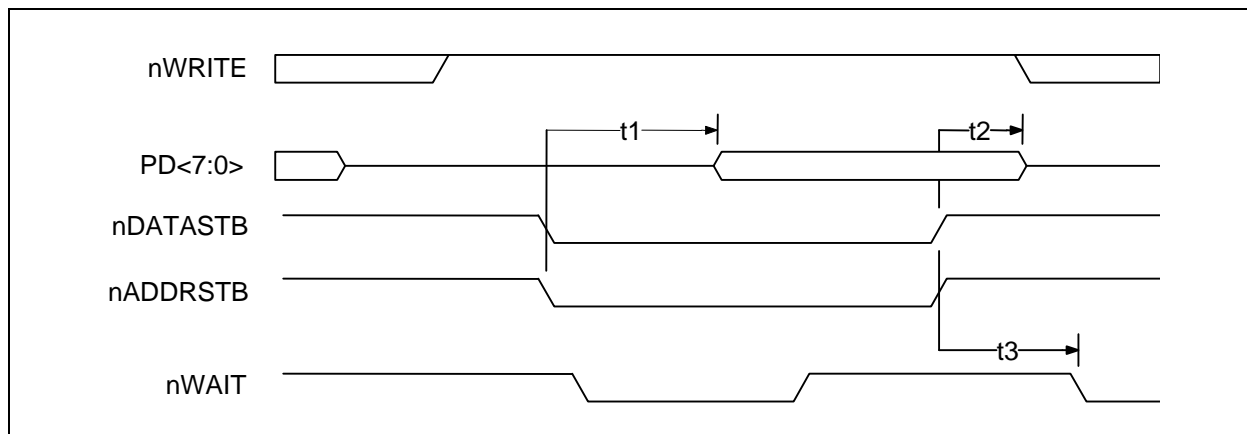 nWRITE
t1
t2
PD<7:0>
nDATASTB
nADDRSTB
t3
nWAIT